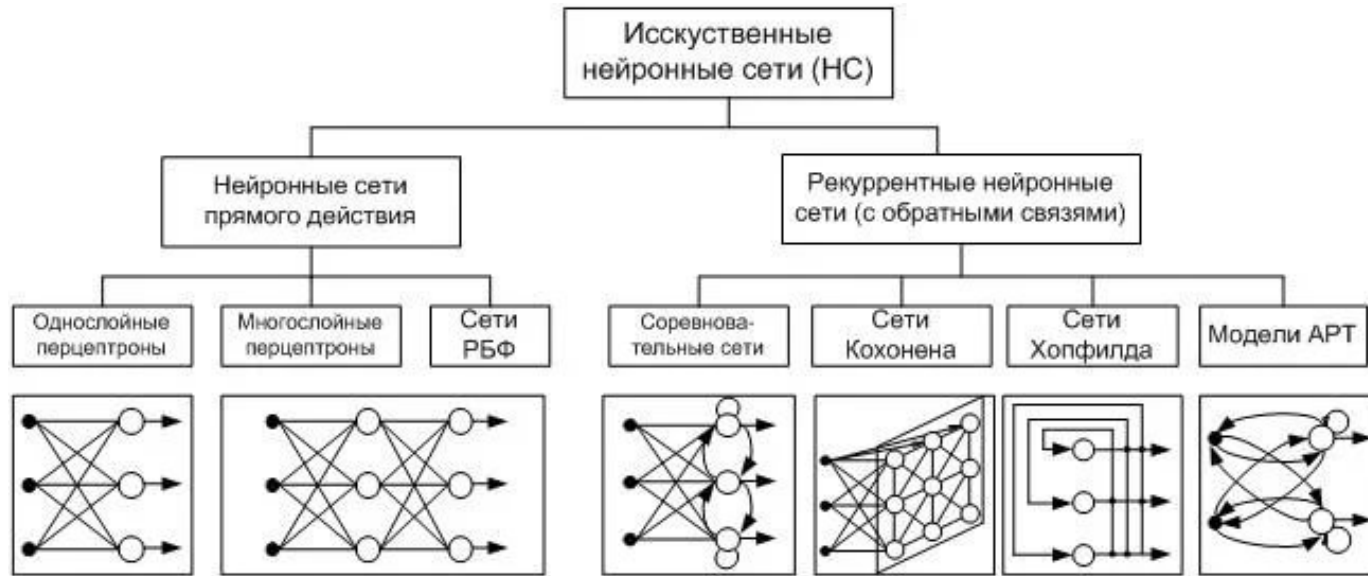 Исскуственные
нейронные сети (НС)
Нейронные сети
прямого действия
Рекуррентные нейронные
сети (с обратными связями)
Однослойные
перцептроны
Многослойные
перцептроны
Сети
РБФ
Соревнова-
тельные сети
Сети
Кохонена
Сети
Хопфилда
Модели АРТ